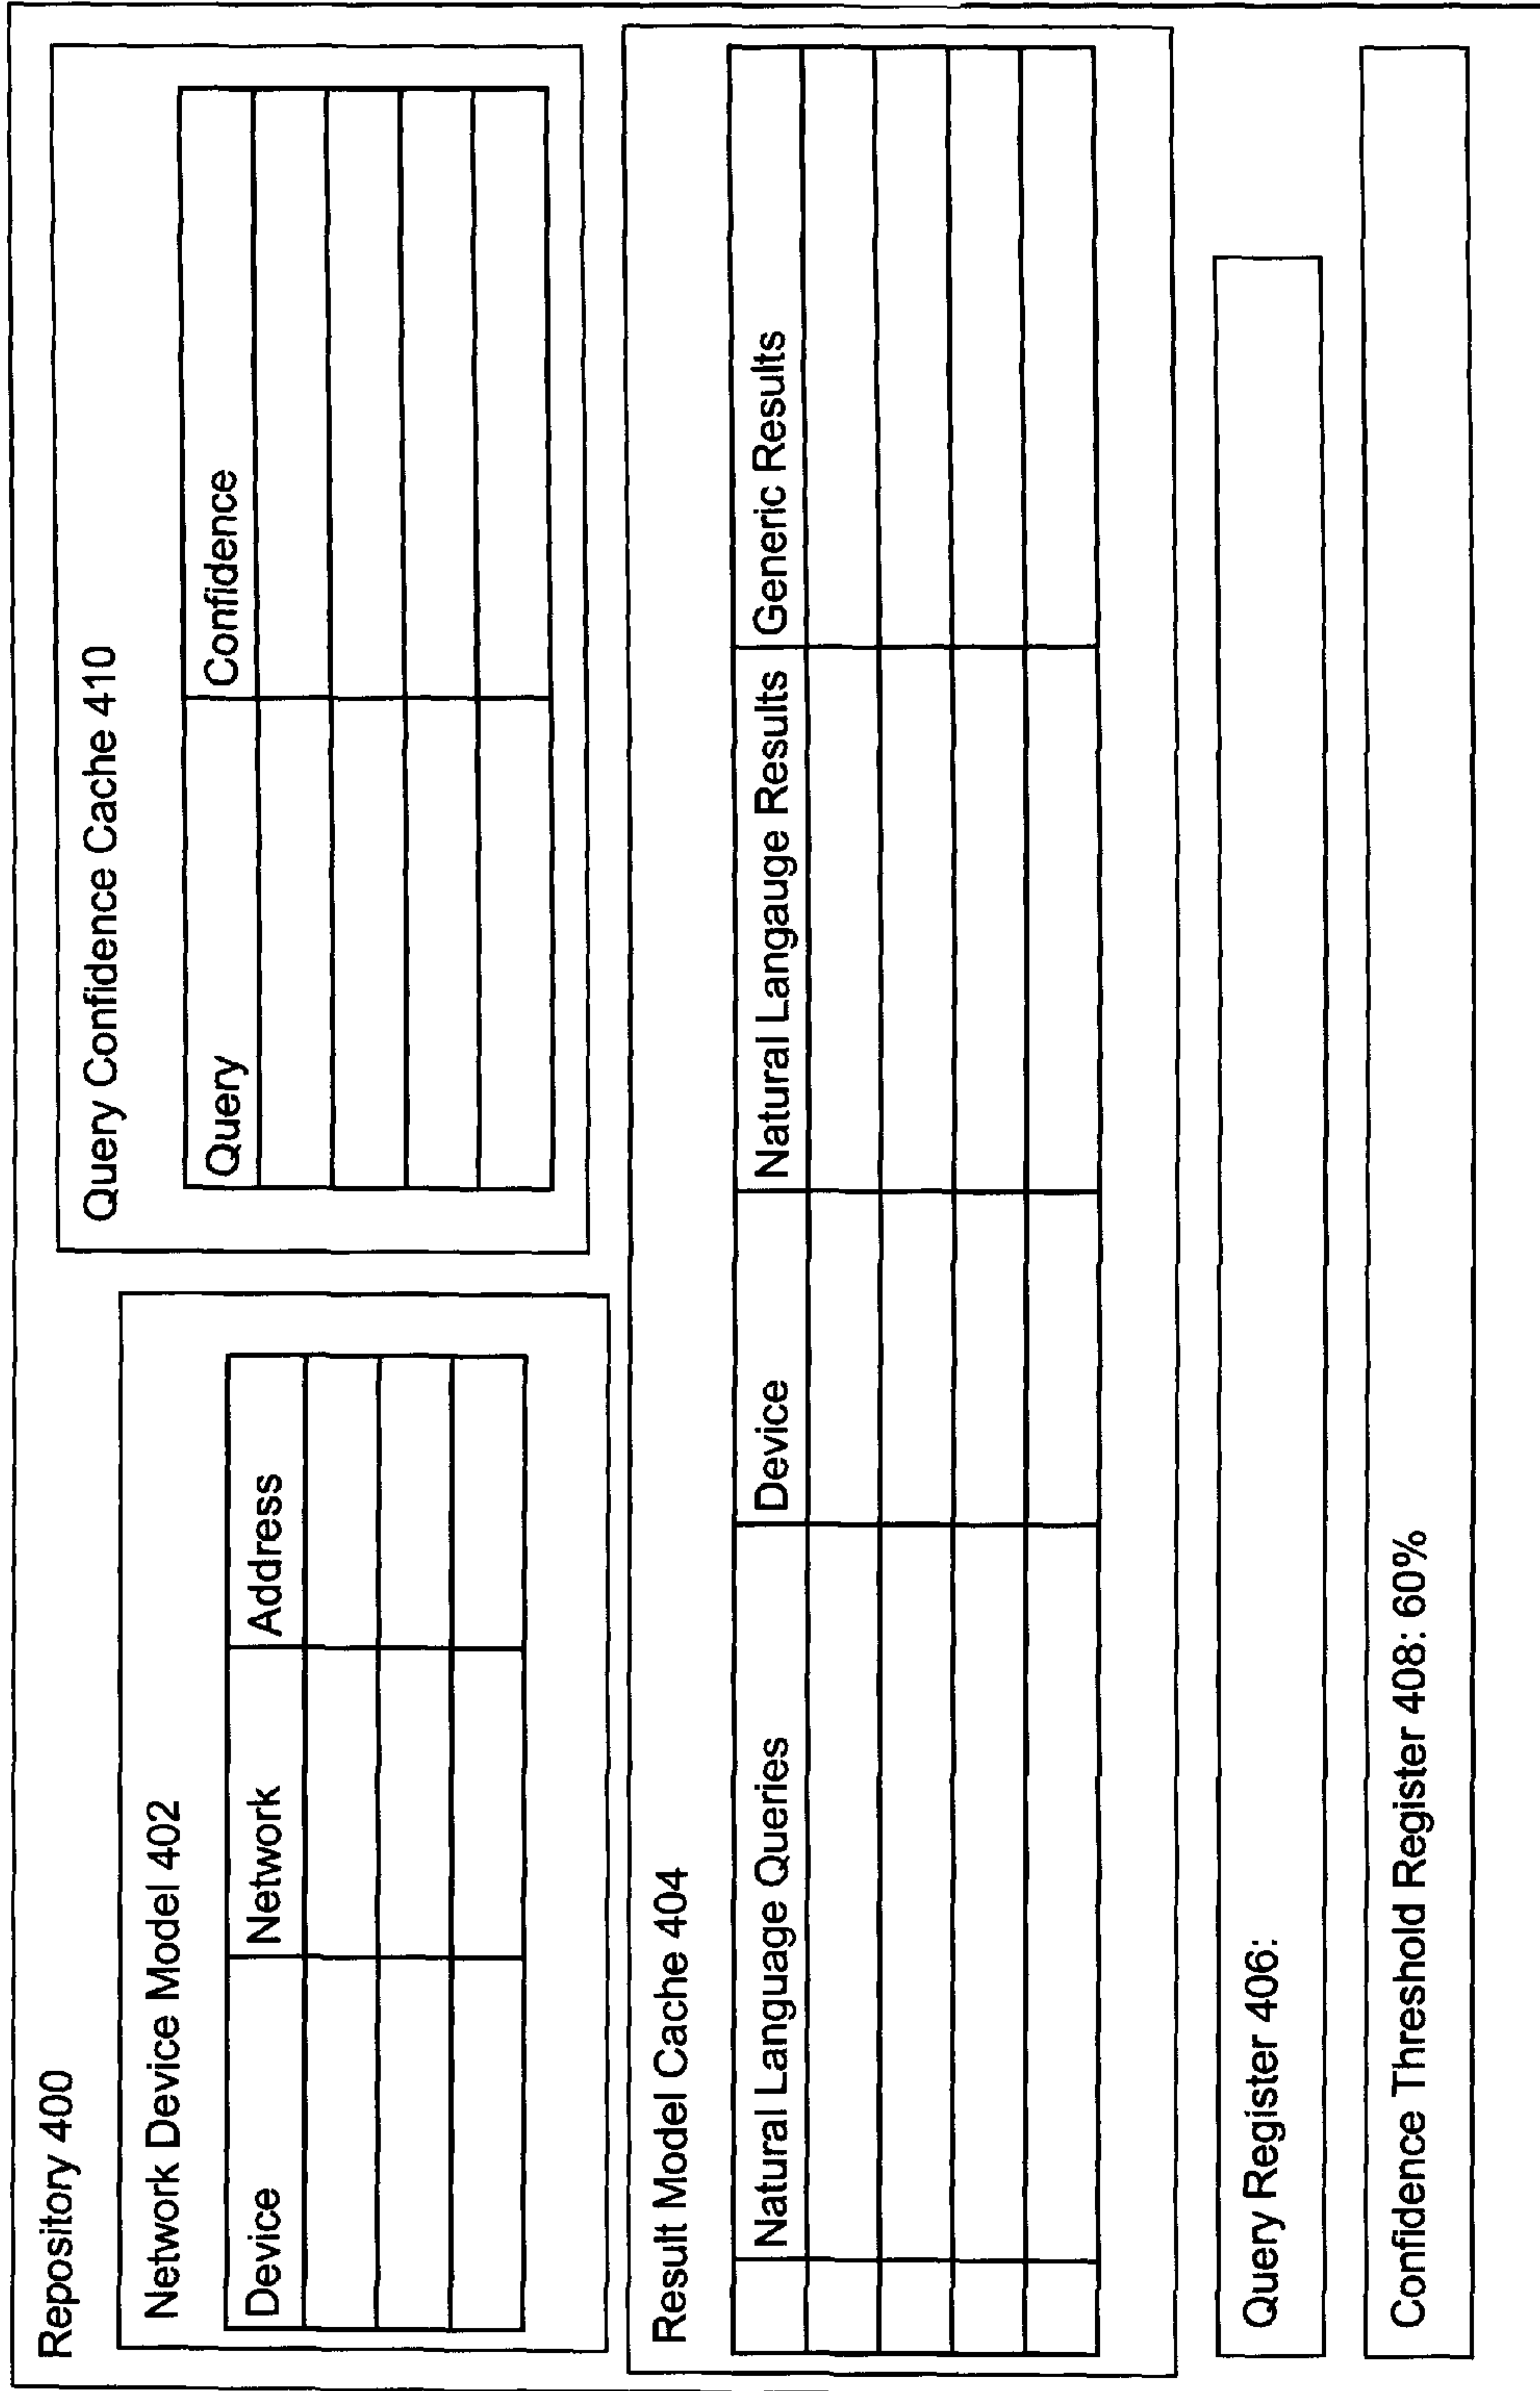 Repository 400
Network Device Model 402
Device Network Address
Query Confidence Cache 410
Query Confidence
Result Model Cache 404
Natural Language Queries Device Natural Langauge Results Generic Results
Query Register 406:
Confidence Threshold Register 408: 60%